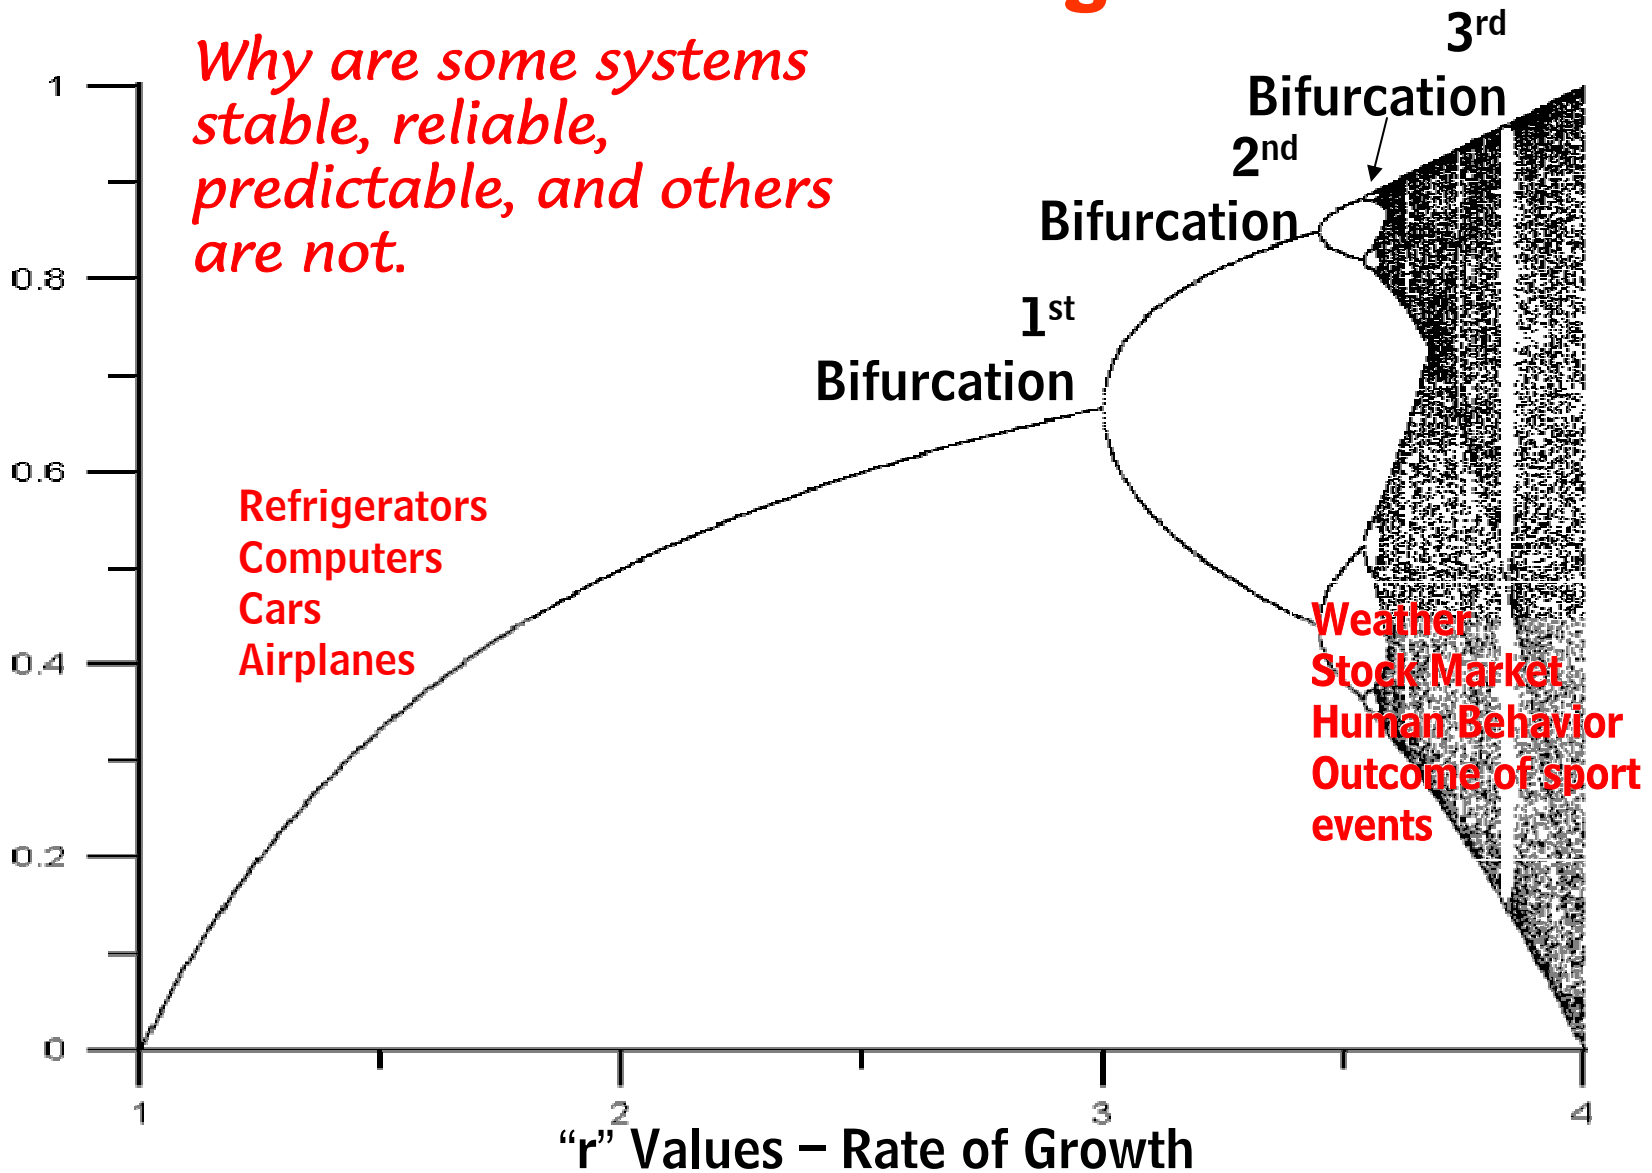 Why are some systems
stable, reliable,
predictable, and others
are not.
3rd
Bifurcation
2nd
Bifurcation
1st
Bifurcation
Refrigerators
Computers
Cars
Airplanes
Weather
Stock Market
Human Behavior
Outcome of sport
events
1
0.8
0.6
0.4
0.2
0
1 2 3 4
“r” Values – Rate of Growth